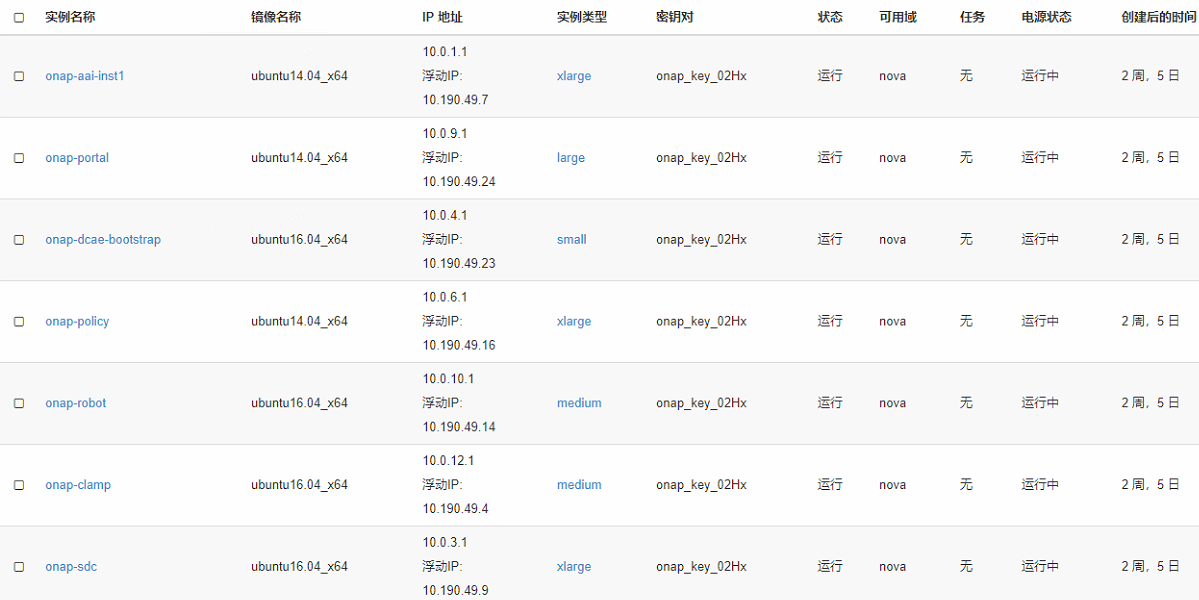 实例名称 镜像名称 IP 地址 实例类型 密钥对 状态 可用域 任务 电源状态 创建后的时间
10.0.1.1
onap-aai-inst1 ubuntu14.04_x64 浮动IP: xlarge onap_key_02Hx 运行 nova 无 运行中 2 周，5 日
10.190.49.7
10.0.9.1
onap-portal ubuntu14.04_x64 浮动IP: large onap_key_02Hx 运行 nova 无 运行中 2 周，5 日
10.190.49.24
10.0.4.1
onap-dcae-bootstrap ubuntu16.04_x64 浮动IP: small onap_key_02Hx 运行 nova 无 运行中 2 周，5 日
10.190.49.23
10.0.6.1
onap-policy ubuntu14.04_x64 浮动IP: xlarge onap_key_02Hx 运行 nova 无 运行中 2 周，5 日
10.190.49.16
10.0.10.1
onap-robot ubuntu16.04_x64 浮动IP: medium onap_key_02Hx 运行 nova 无 运行中 2 周，5 日
10.190.49.14
10.0.12.1
onap-clamp ubuntu16.04_x64 浮动IP: medium onap_key_02Hx 运行 nova 无 运行中 2 周，5 日
10.190.49.4
10.0.3.1
onap-sdc ubuntu16.04_x64 浮动IP: xlarge onap_key_02Hx 运行 nova 无 运行中 2 周，5 日
10.190.49.9